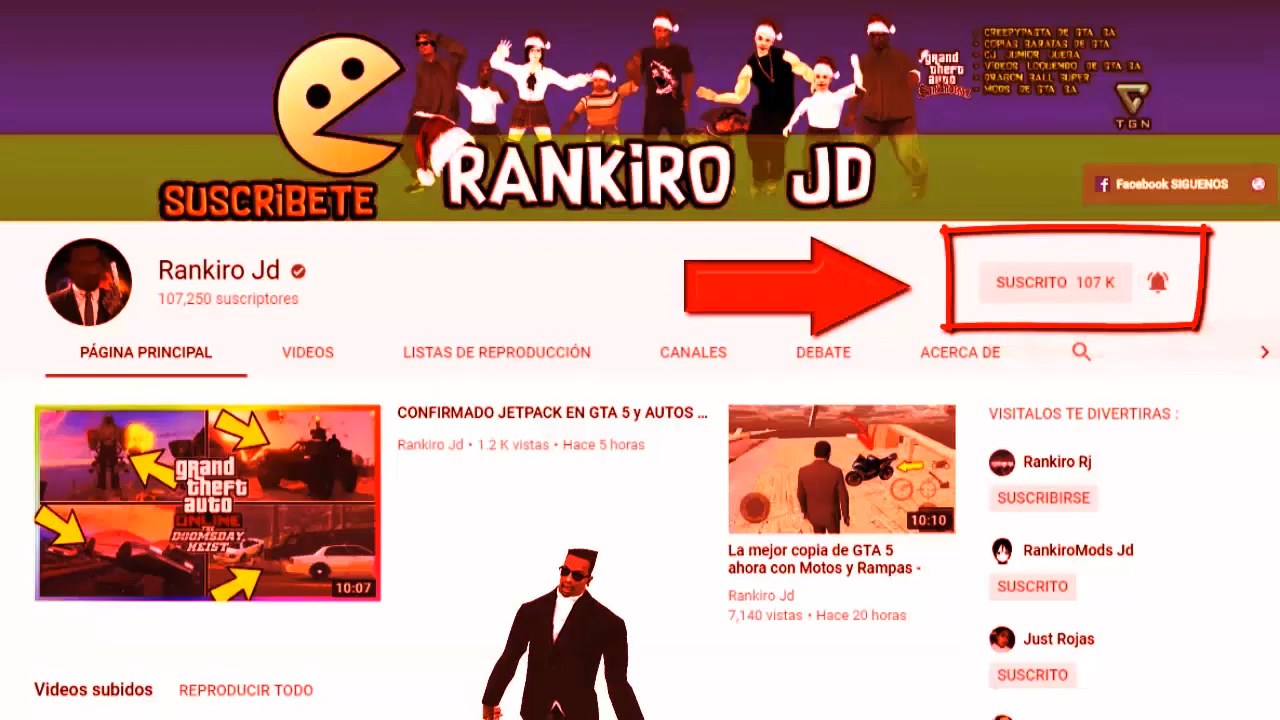 - CREEPYPASTA DE GTA SA
- COPIAS BARATAS DE GTA
- CJ JUNIOR JUEGA
- VIDEOS LOQUENDO DE GTA SA
- DRAGON BALL SUPER
- MODS DE GTA SA
grand
theft
auto
TGN
SUSCRiBETE
RANKiRO JD
Facebook SIGUENOS
Rankiro Jd
107,250 suscriptores
SUSCRITO 107 K
PÁGINA PRINCIPAL
VIDEOS
LISTAS DE REPRODUCCIÓN
CANALES
DEBATE
ACERCA DE
grand
theft
auto
ONLINE
THE
DOOMSDAY
HEIST
10:07
CONFIRMADO JETPACK EN GTA 5 y AUTOS ...
Rankiro Jd • 1.2 K vistas • Hace 5 horas
10:10
La mejor copia de GTA 5
ahora con Motos y Rampas -
Rankiro Jd
7,140 vistas • Hace 20 horas
VISITALOS TE DIVERTIRAS :
Rankiro Rj
SUSCRIBIRSE
RankiroMods Jd
SUSCRITO
Just Rojas
SUSCRITO
Videos subidos
REPRODUCIR TODO